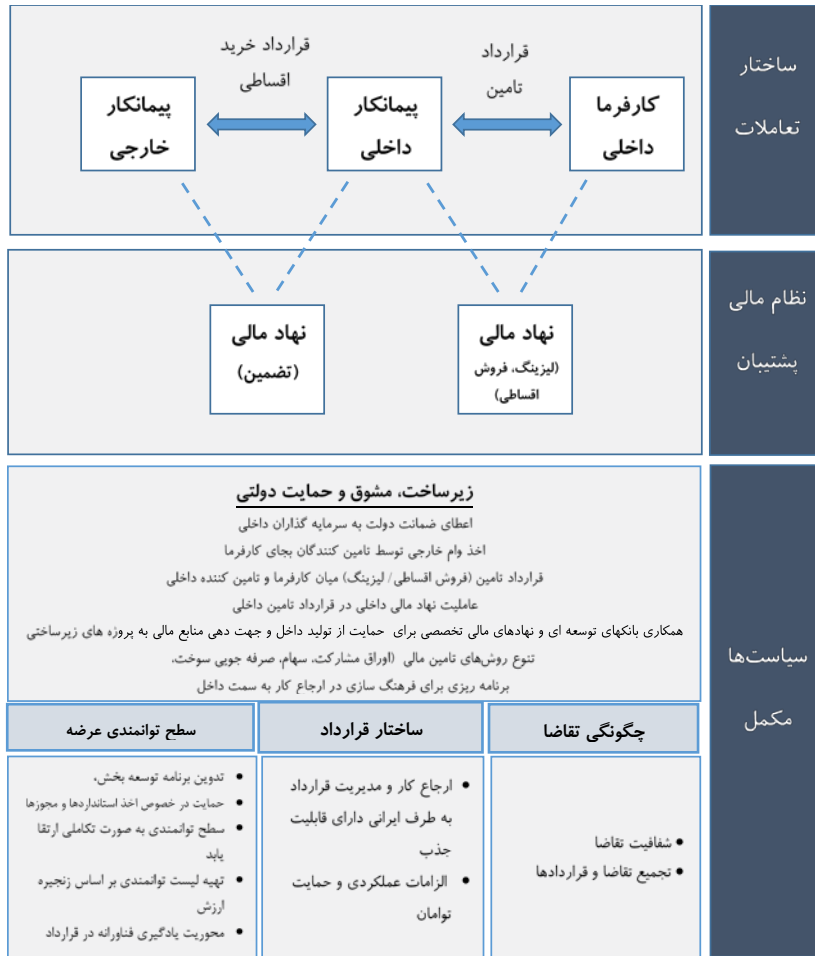 ساختار
تعاملات
قرارداد
تامین
قرارداد خرید
اقساطی
کارفرما
داخلی
پیمانکار
داخلی
پیمانکار
خارجی
نظام مالی
پشتیبان
نهاد مالی
(لیزینگ، فروش
اقساطی)
نهاد مالی
(تضمین)
سیاست‌ها
مکمل
زیرساخت، مشوق و حمایت دولتی
اعطای ضمانت دولت به سرمایه گذاران داخلی
اخذ وام خارجی توسط تامین کنندگان بجای کارفرما
قرارداد تامین (فروش اقساطی/ لیزینگ) میان کارفرما و تامین کننده داخلی
عاملیت نهاد مالی داخلی در قرارداد تامین داخلی
همکاری بانکهای توسعه ای و نهادهای مالی تخصصی برای حمایت از تولید داخل و جهت دهی منابع مالی به پروژه های زیرساختی
تنوع روش‌های تامین مالی (اوراق مشارکت، سهام، صرفه جویی سوخت،
برنامه ریزی برای فرهنگ سازی در ارجاع کار به سمت داخل
چگونگی تقاضا
• شفافیت تقاضا
• تجمیع تقاضا و قراردادها
ساختار قرارداد
• ارجاع کار و مدیریت قرارداد
به طرف ایرانی دارای قابلیت
جذب
• الزامات عملکردی و حمایت
توامان
سطح توانمندی عرضه
• تدوین برنامه توسعه بخش،
• حمایت در خصوص اخذ استانداردها و مجوزها
• سطح توانمندی به صورت تکاملی ارتقا
یابد
• تهیه لیست توانمندی بر اساس زنجیره
ارزش
• محوریت یادگیری فناورانه در قرارداد